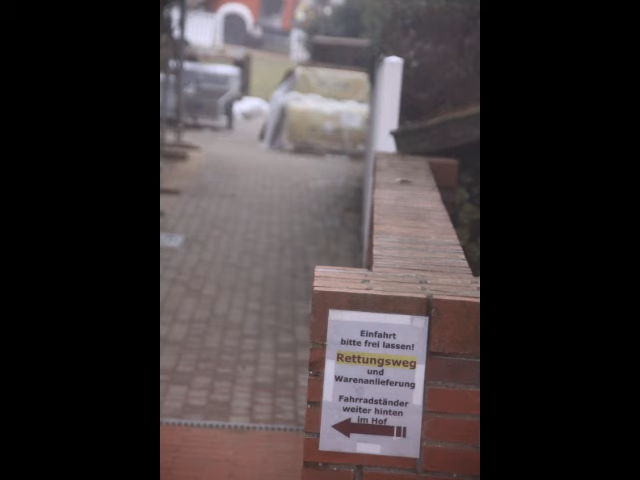 Einfahrt
bitte frei lassen!
Rettungsweg
und
Warenanlieferung
Fahrradständer
weiter hinten
im Hof